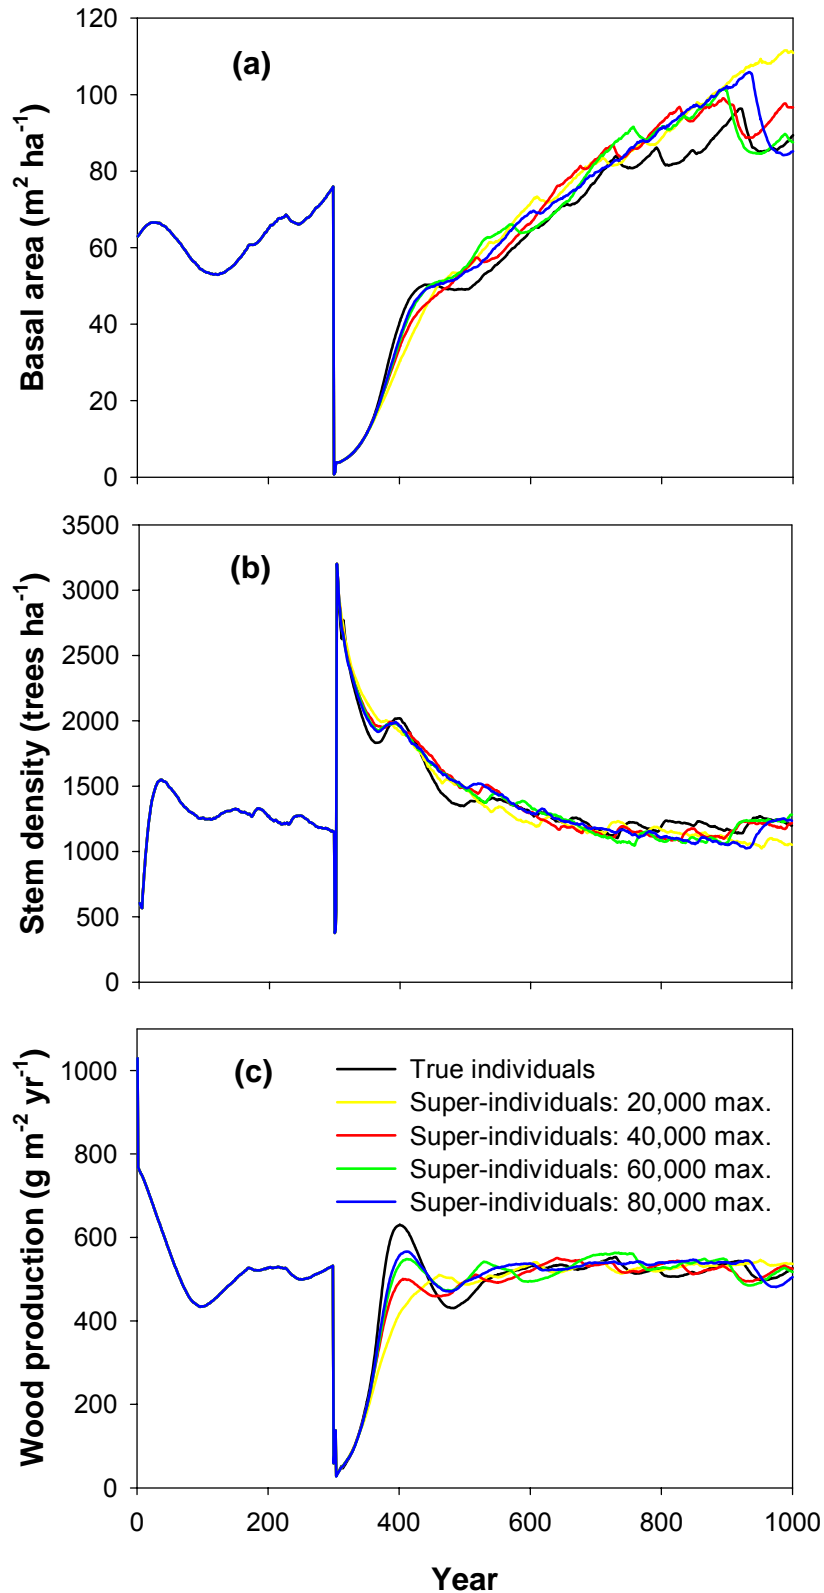 (a)
Basal area (m² ha⁻¹)
120
100
80
60
40
20
0
(b)
Stem density (trees ha⁻¹)
3500
3000
2500
2000
1500
1000
500
0
(c)
Wood production (g m⁻² yr⁻¹)
1000
800
600
400
200
0
True individuals
Super-individuals: 20,000 max.
Super-individuals: 40,000 max.
Super-individuals: 60,000 max.
Super-individuals: 80,000 max.
0 200 400 600 800 1000
Year